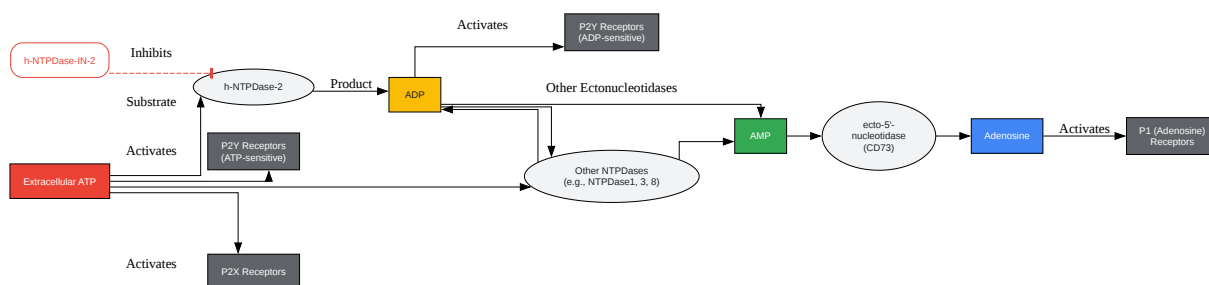 Activates
P2Y Receptors
(ADP-sensitive)
Inhibits
h-NTPDase-IN-2
h-NTPDase-2
Product
ADP
Other Ectonucleotidases
Substrate
Activates
P2Y Receptors
(ATP-sensitive)
AMP
ecto-5'-
nucleotidase
(CD73)
Adenosine
Activates
P1 (Adenosine)
Receptors
Extracellular ATP
Other NTPDases
(e.g., NTPDase1, 3, 8)
Activates
P2X Receptors